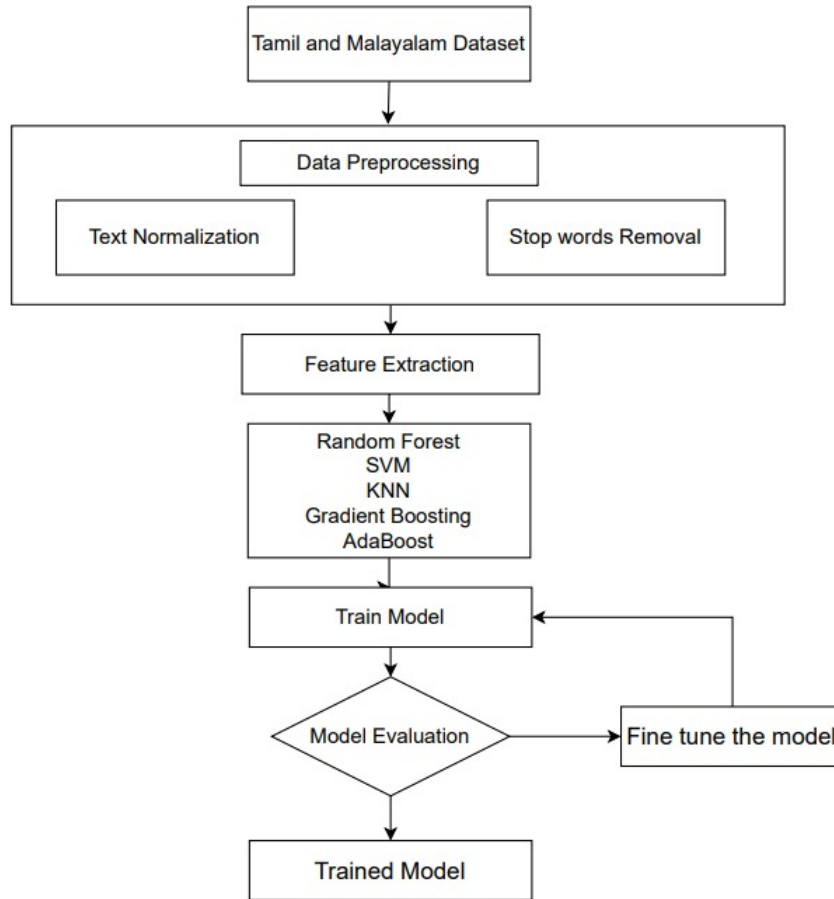 Tamil and Malayalam Dataset
Data Preprocessing
Text Normalization
Stop words Removal
Feature Extraction
Random Forest
SVM
KNN
Gradient Boosting
AdaBoost
Train Model
Model Evaluation
Fine tune the model
Trained Model